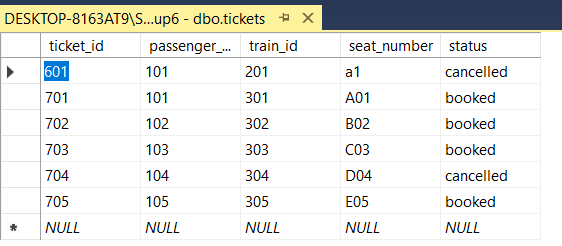 DESKTOP-8163AT9\S...up6 - dbo.tickets
ticket_id passenger_... train_id seat_number status
601 101 201 a1 cancelled
701 101 301 A01 booked
702 102 302 B02 booked
703 103 303 C03 booked
704 104 304 D04 cancelled
705 105 305 E05 booked
NULL NULL NULL NULL NULL